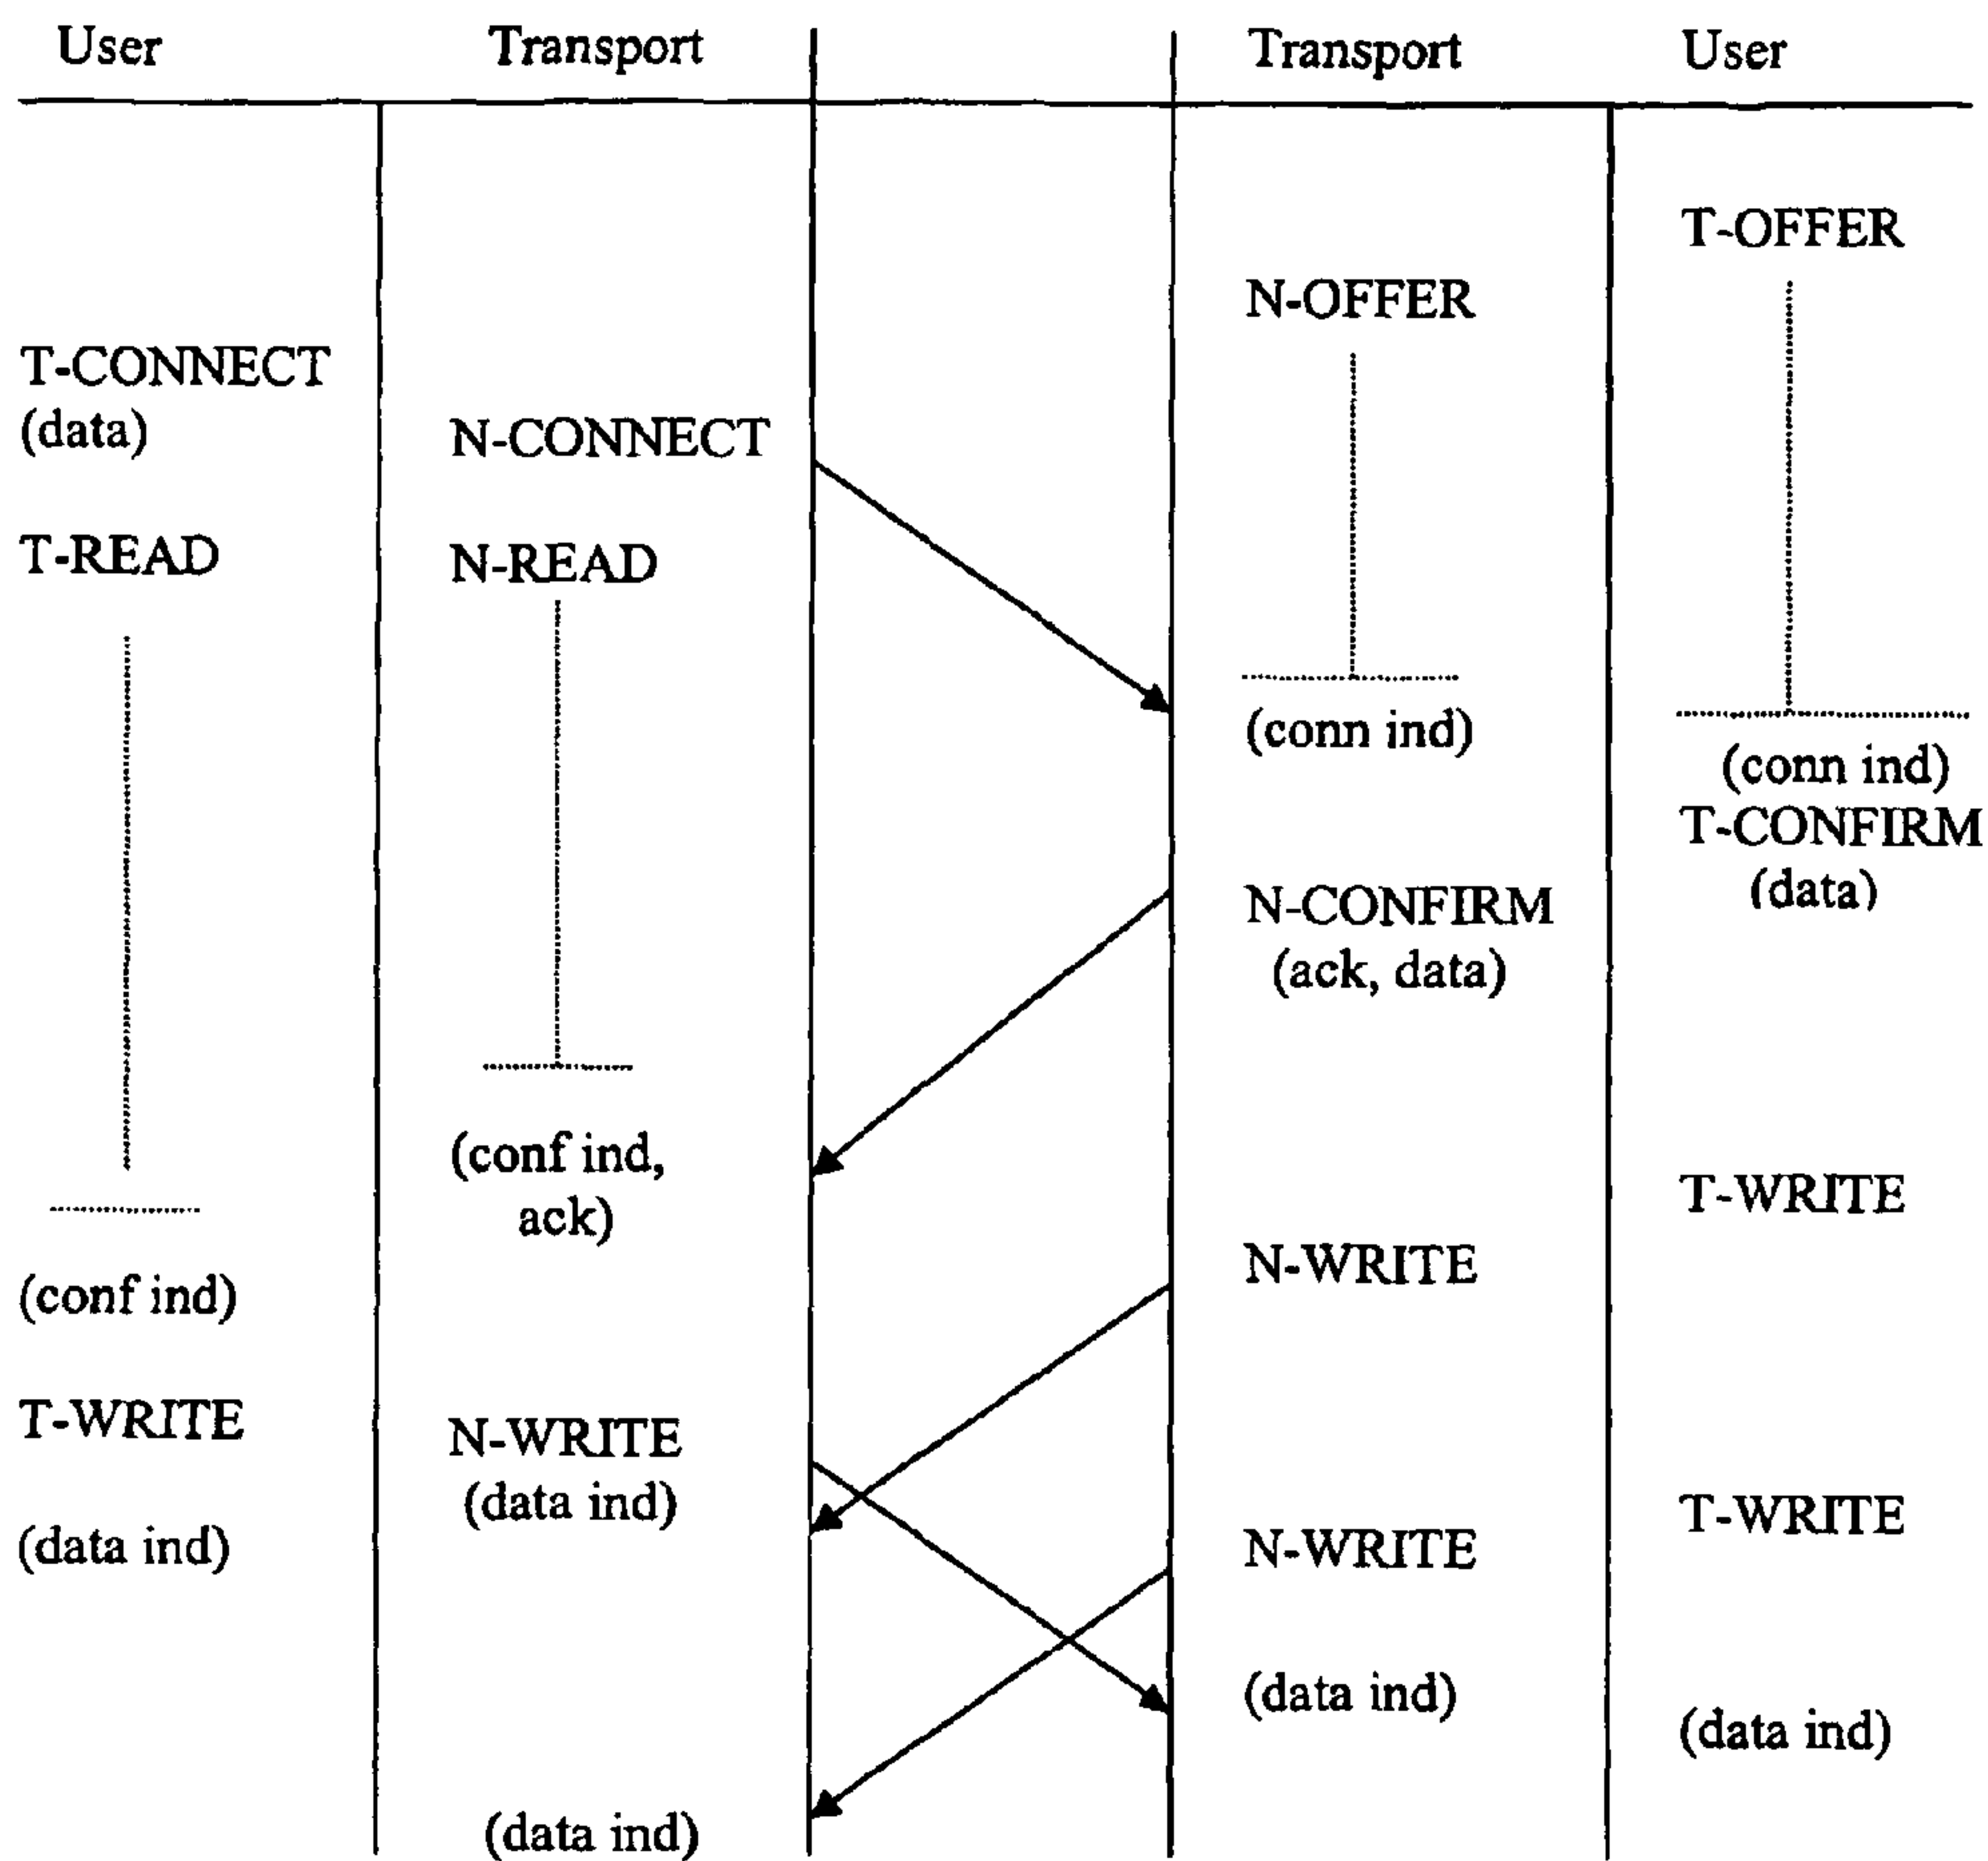 User
Transport
Transport
User
T-OFFER
N-OFFER
T-CONNECT
(data)
N-CONNECT
T-READ
N-READ
(conn ind)
(conn ind)
T-CONFIRM
(data)
N-CONFIRM
(ack, data)
(conf ind,
ack)
T-WRITE
N-WRITE
(conf ind)
T-WRITE
N-WRITE
(data ind)
T-WRITE
(data ind)
N-WRITE
(data ind)
(data ind)
(data ind)